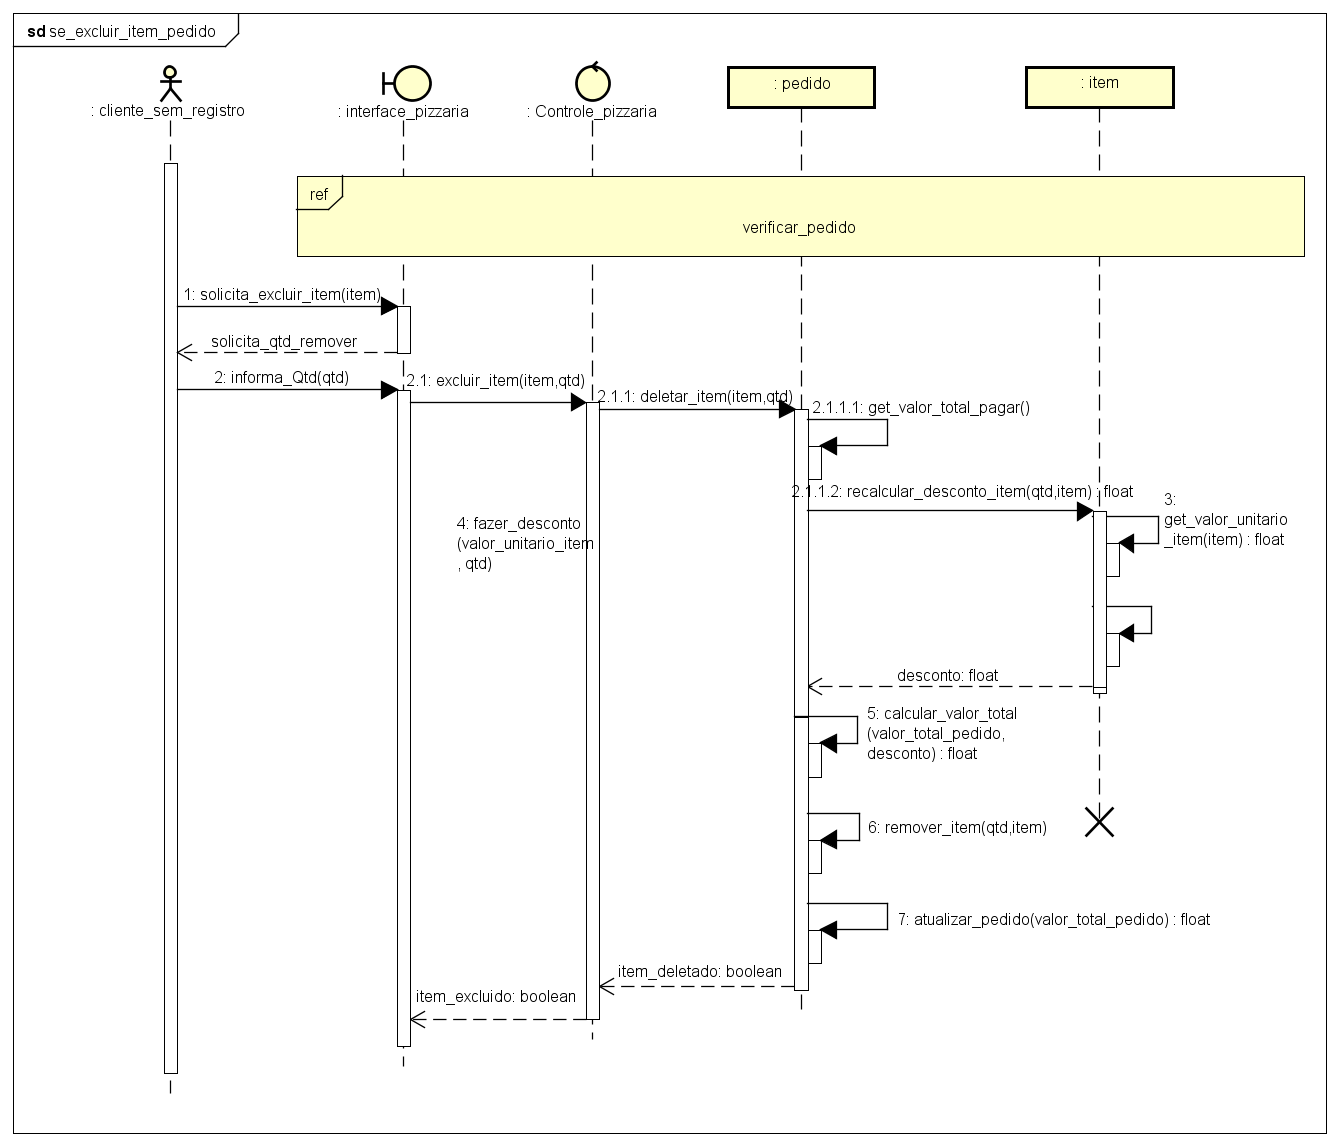 sd se_excluir_item_pedido
: cliente_sem_registro
: interface_pizzaria
: Controle_pizzaria
: pedido
: item
ref
verificar_pedido
1: solicita_excluir_item(item)
solicita_qtd_remover
2: informa_Qtd(qtd)
2.1: excluir_item(item,qtd)
2.1.1: deletar_item(item,qtd)
2.1.1.1: get_valor_total_pagar()
2.1.1.2: recalcular_desconto_item(qtd,item) : float
3:
get_valor_unitario
_item(item) : float
4: fazer_desconto
(valor_unitario_item
, qtd)
desconto: float
5: calcular_valor_total
(valor_total_pedido,
desconto) : float
6: remover_item(qtd,item)
7: atualizar_pedido(valor_total_pedido) : float
item_deletado: boolean
item_excluido: boolean